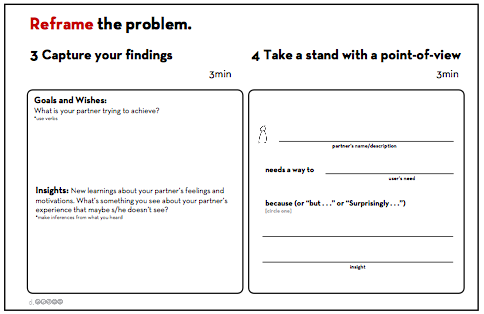 Reframe the problem.
3 Capture your findings
3min
Goals and Wishes:
What is your partner trying to achieve?
*use verbs
Insights: New learnings about your partner's feelings and
motivations. What's something you see about your partner's
experience that maybe s/he doesn't see?
*make inferences from what you heard
4 Take a stand with a point-of-view
3min
partner's name/description
needs a way to
user's need
because (or "but . . ." or "Surprisingly . . .")
[circle one]
insight